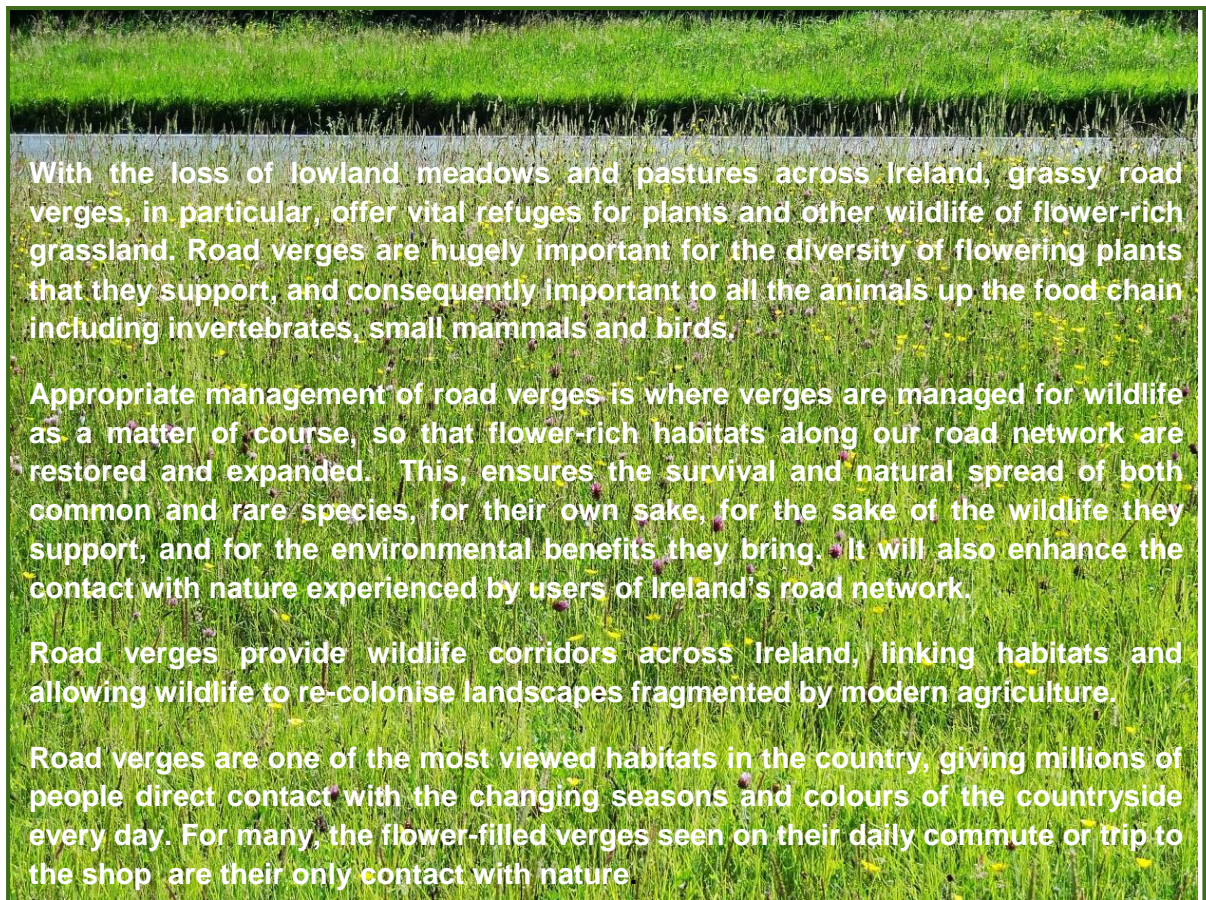 With the loss of lowland meadows and pastures across Ireland, grassy road
verges, in particular, offer vital refuges for plants and other wildlife of flower-rich
grassland. Road verges are hugely important for the diversity of flowering plants
that they support, and consequently important to all the animals up the food chain
including invertebrates, small mammals and birds.
Appropriate management of road verges is where verges are managed for wildlife
as a matter of course, so that flower-rich habitats along our road network are
restored and expanded.  This, ensures the survival and natural spread of both
common and rare species, for their own sake, for the sake of the wildlife they
support, and for the environmental benefits they bring.  It will also enhance the
contact with nature experienced by users of Ireland's road network.
Road verges provide wildlife corridors across Ireland, linking habitats and
allowing wildlife to re-colonise landscapes fragmented by modern agriculture.
Road verges are one of the most viewed habitats in the country, giving millions of
people direct contact with the changing seasons and colours of the countryside
every day. For many, the flower-filled verges seen on their daily commute or trip to
the shop  are their only contact with nature